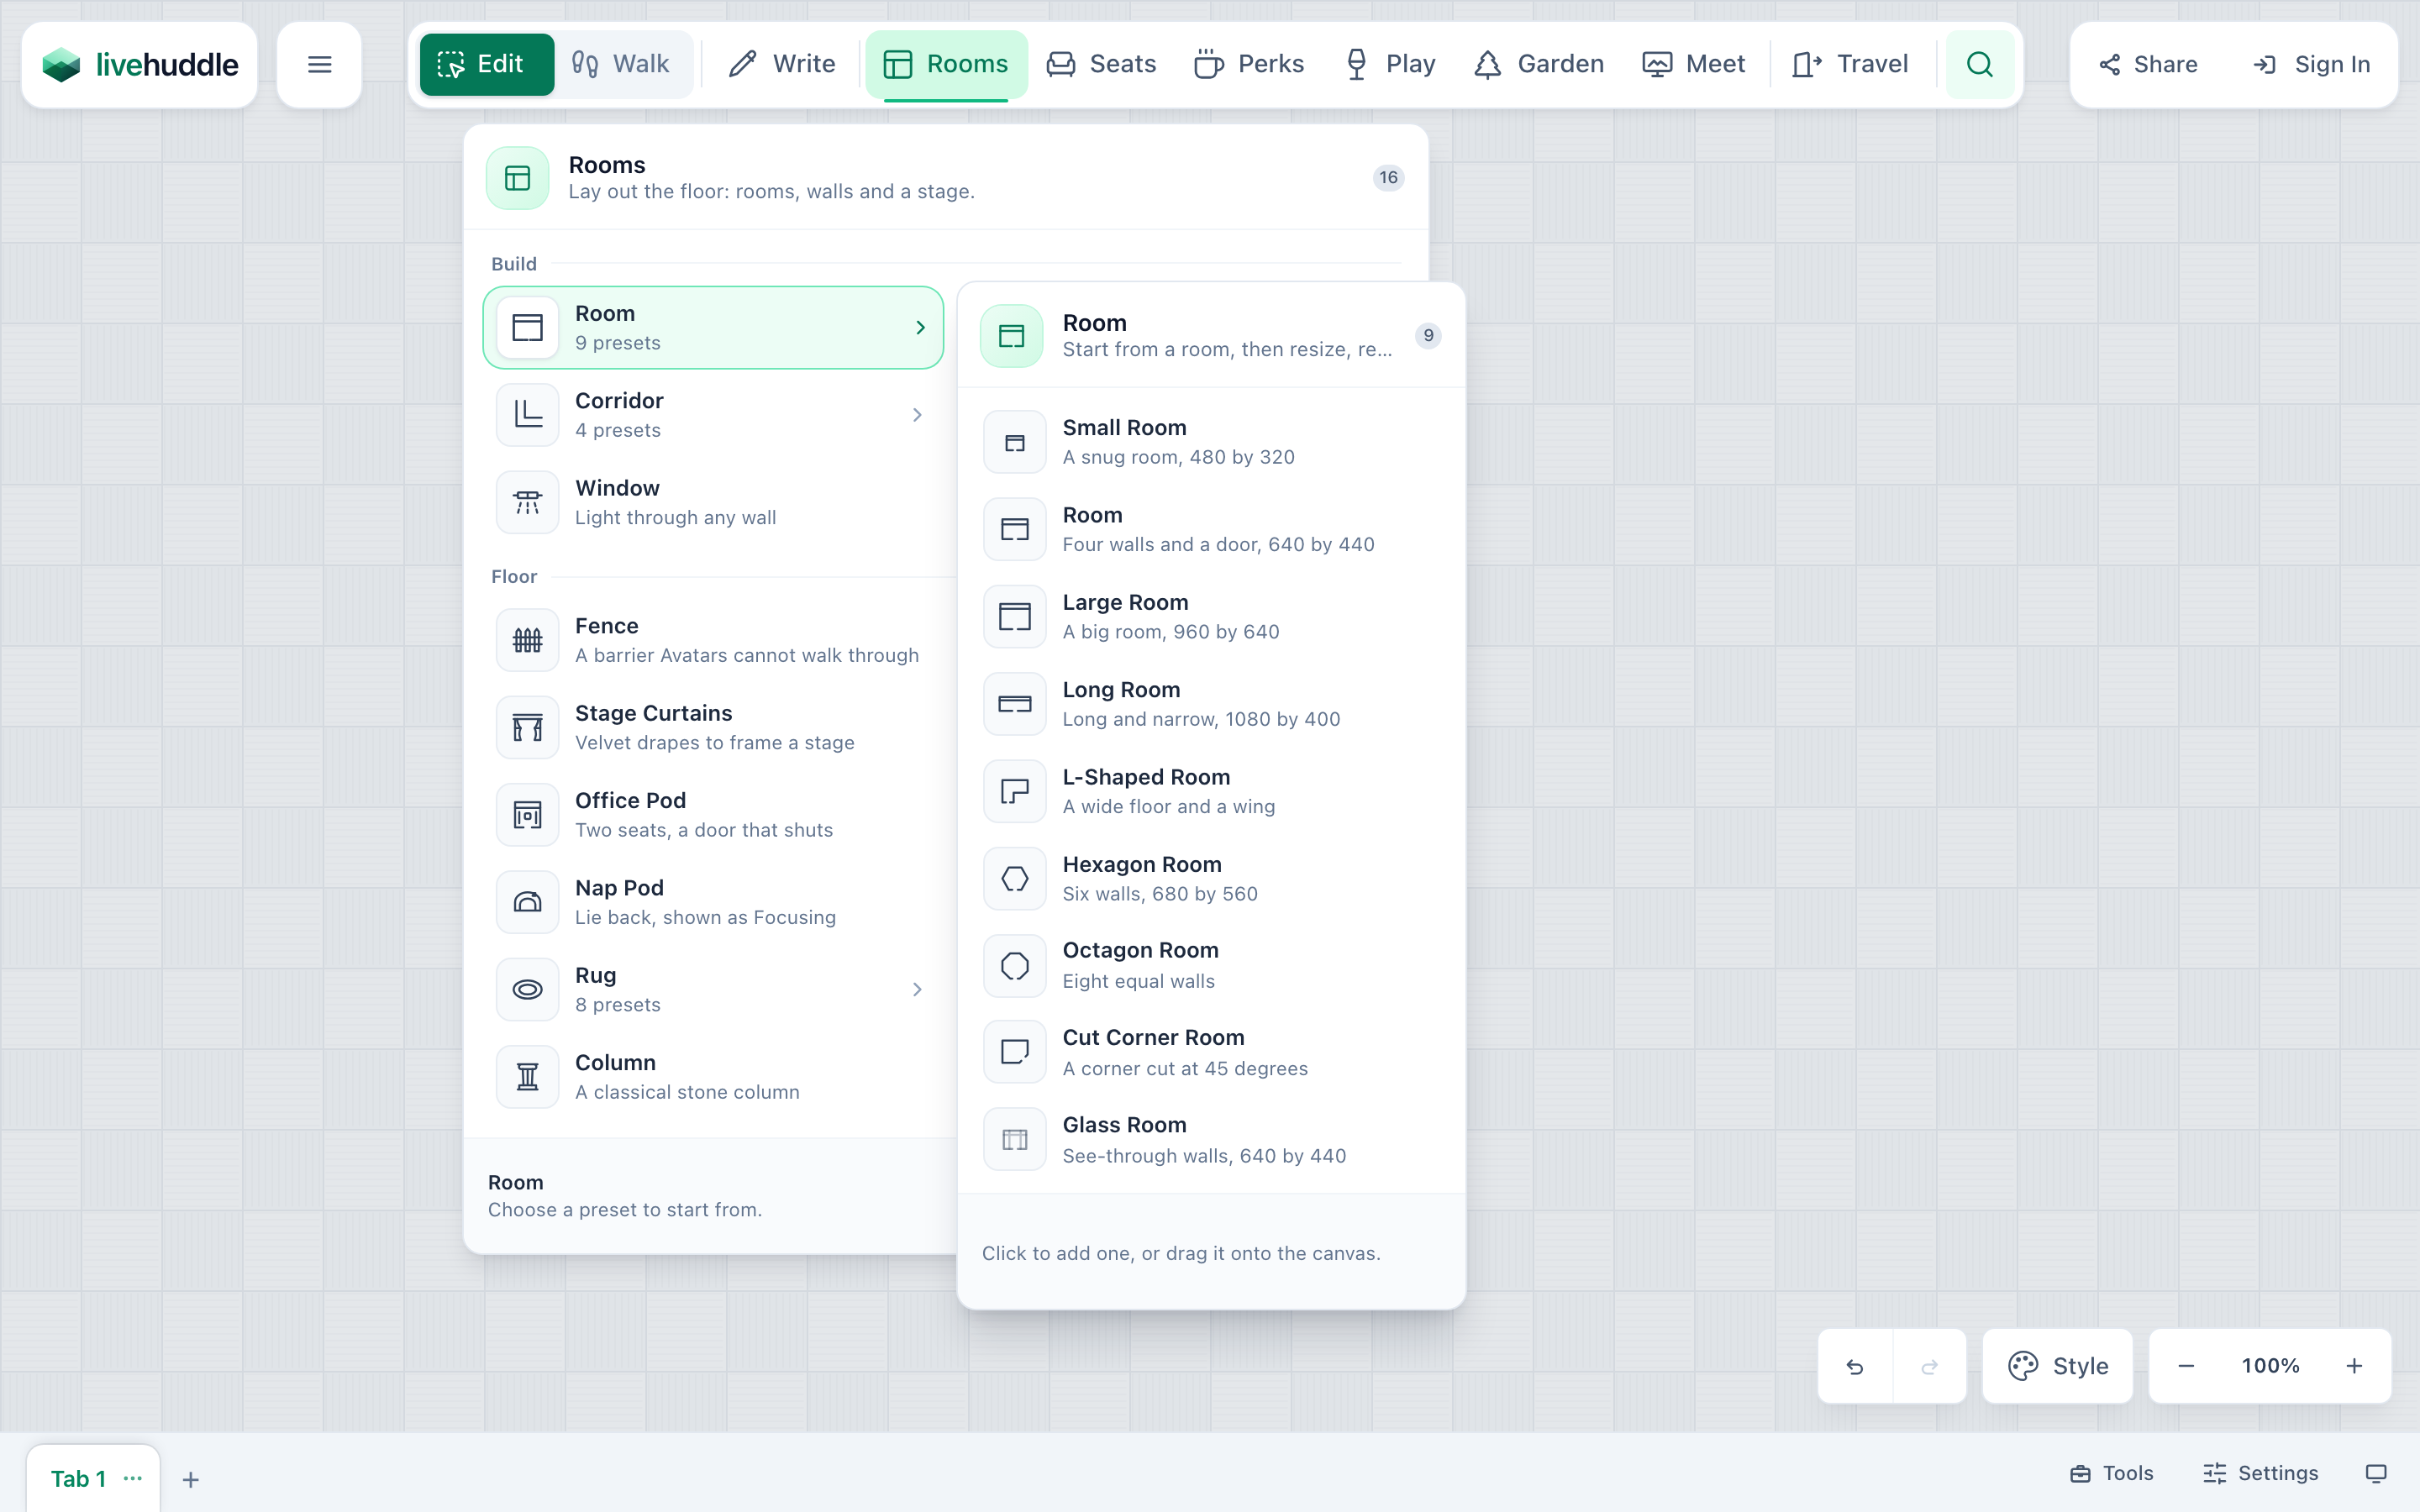 livehuddle
Edit
Walk
Write
Rooms
Seats
Perks
Play
Garden
Meet
Travel
Share
Sign In
Rooms
Lay out the floor: rooms, walls and a stage.
16
Build
Room
9 presets
Corridor
4 presets
Window
Light through any wall
Floor
Fence
A barrier Avatars cannot walk through
Stage Curtains
Velvet drapes to frame a stage
Office Pod
Two seats, a door that shuts
Nap Pod
Lie back, shown as Focusing
Rug
8 presets
Column
A classical stone column
Room
Choose a preset to start from.
Room
Start from a room, then resize, re...
9
Small Room
A snug room, 480 by 320
Room
Four walls and a door, 640 by 440
Large Room
A big room, 960 by 640
Long Room
Long and narrow, 1080 by 400
L-Shaped Room
A wide floor and a wing
Hexagon Room
Six walls, 680 by 560
Octagon Room
Eight equal walls
Cut Corner Room
A corner cut at 45 degrees
Glass Room
See-through walls, 640 by 440
Click to add one, or drag it onto the canvas.
Style
100%
Tab 1
Tools
Settings